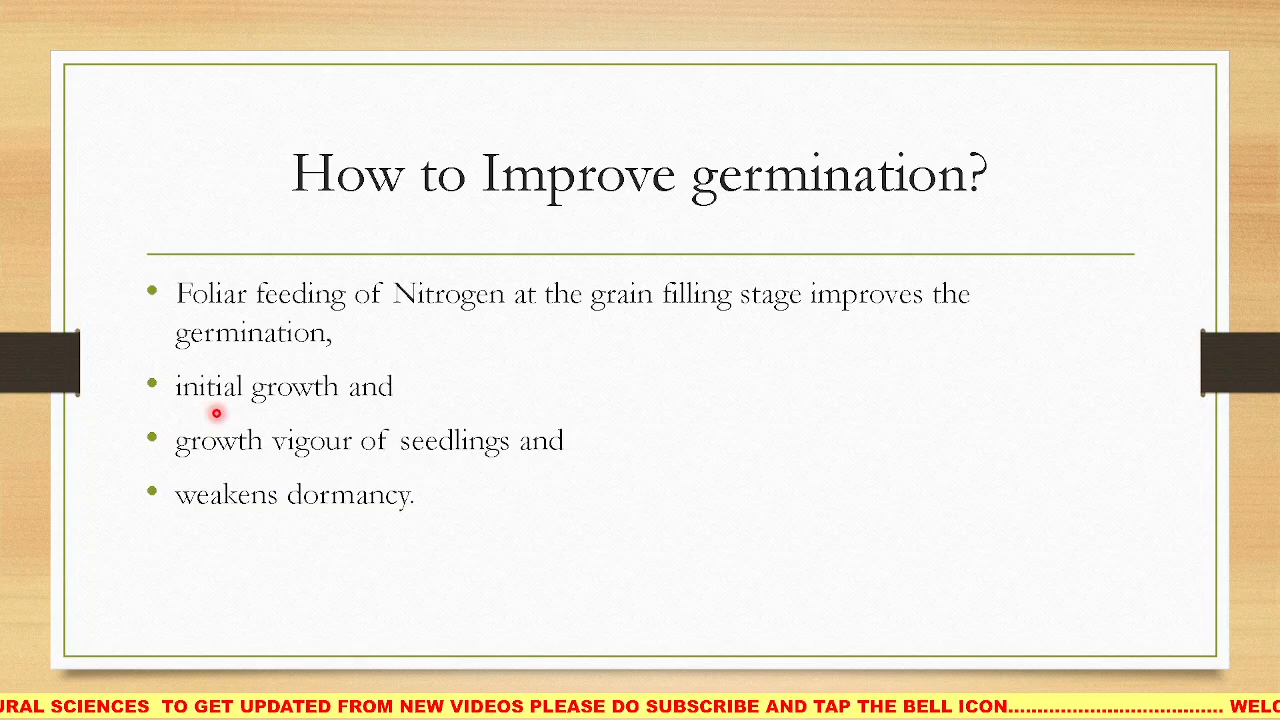 How to Improve germination?
• Foliar feeding of Nitrogen at the grain filling stage improves the
germination,
• initial growth and
• growth vigour of seedlings and
• weakens dormancy.
SCIENCES TO GET UPDATED FROM NEW VIDEOS PLEASE DO SUBSCRIBE AND TAP THE BELL ICON.....................................